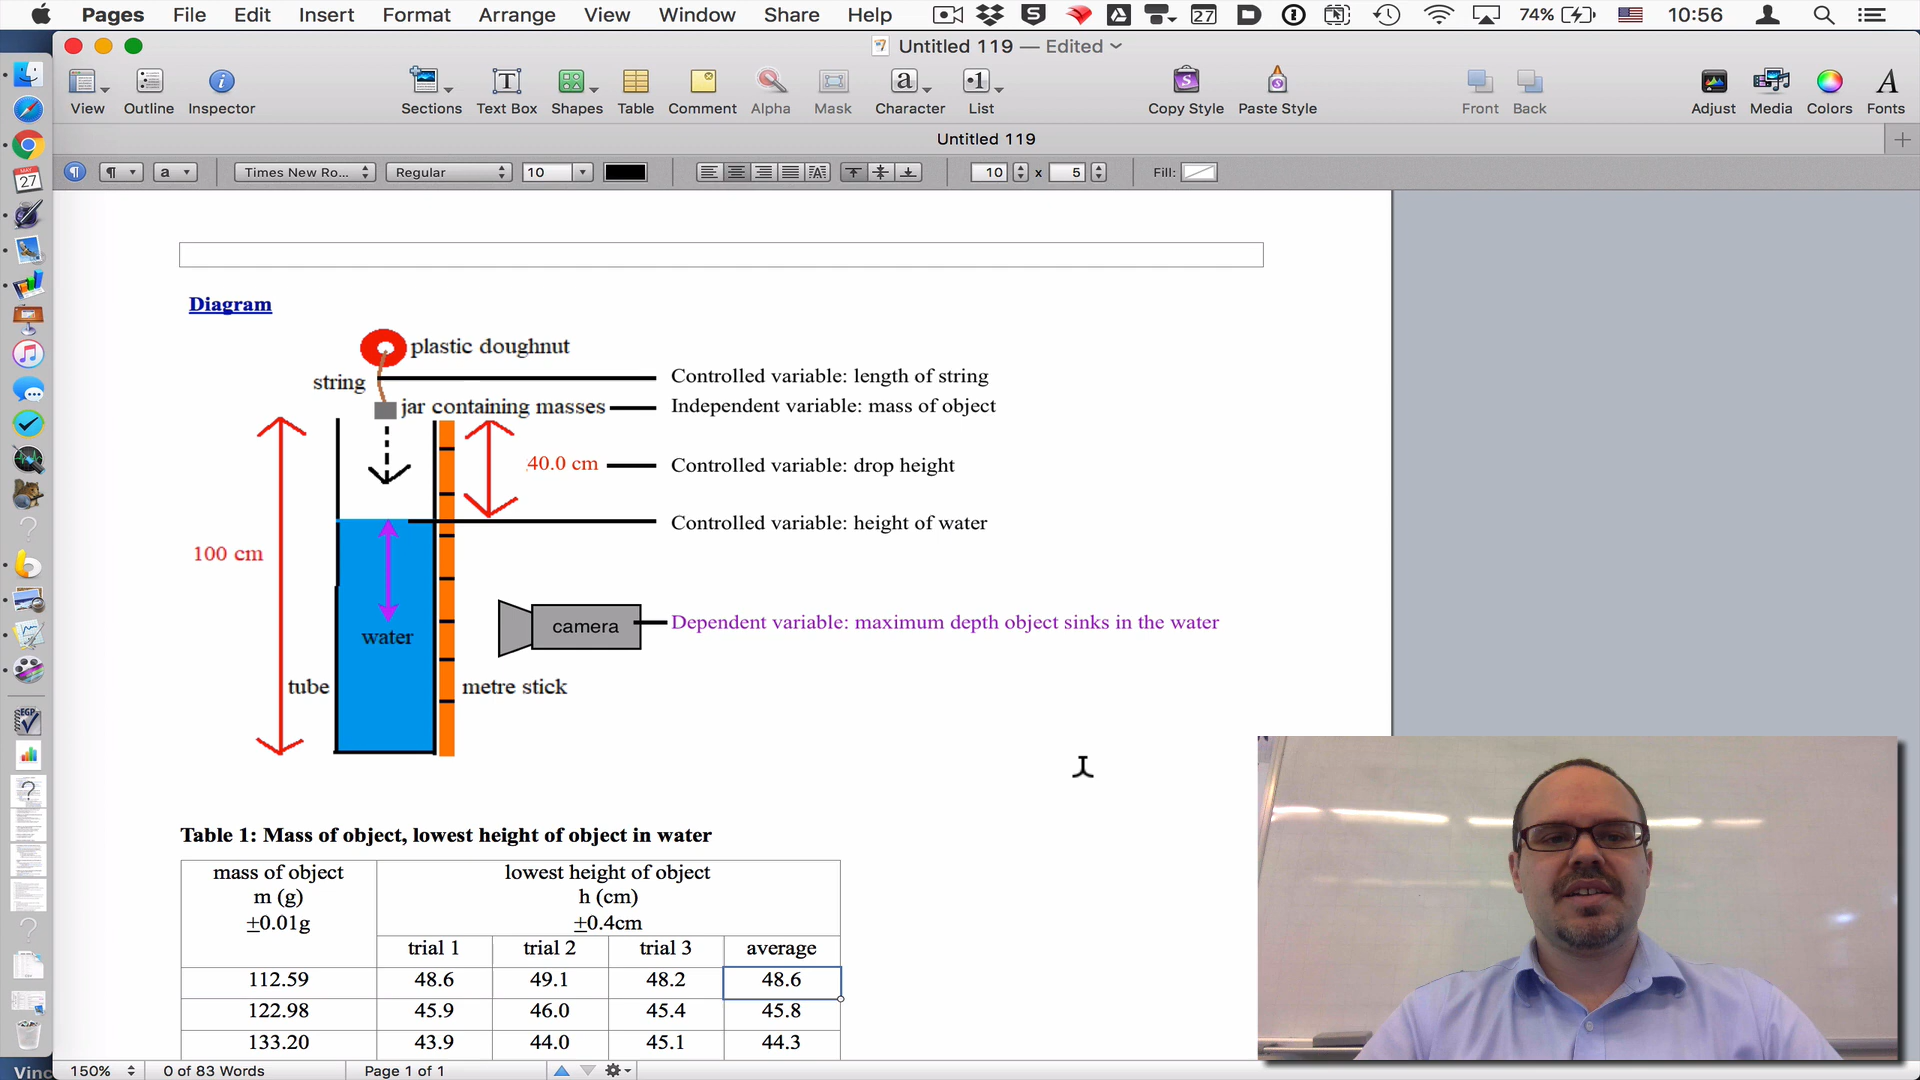 Pages File Edit Insert Format Arrange View Window Share Help 27 74% 10:56
Untitled 119 — Edited
View Outline Inspector Sections Text Box Shapes Table Comment Alpha Mask Character List Copy Style Paste Style Front Back Adjust Media Colors Fonts
Untitled 119
a Times New Ro... Regular 10 10 x 5 Fill:
Diagram
plastic doughnut
string
Controlled variable: length of string
jar containing masses
Independent variable: mass of object
40.0 cm
Controlled variable: drop height
Controlled variable: height of water
100 cm
camera
Dependent variable: maximum depth object sinks in the water
water
tube
metre stick
Table 1: Mass of object, lowest height of object in water
mass of object lowest height of object
m (g) h (cm)
±0.01g ±0.4cm
trial 1 trial 2 trial 3 average
112.59 48.6 49.1 48.2 48.6
122.98 45.9 46.0 45.4 45.8
133.20 43.9 44.0 45.1 44.3
Vinc 150% 0 of 83 Words Page 1 of 1